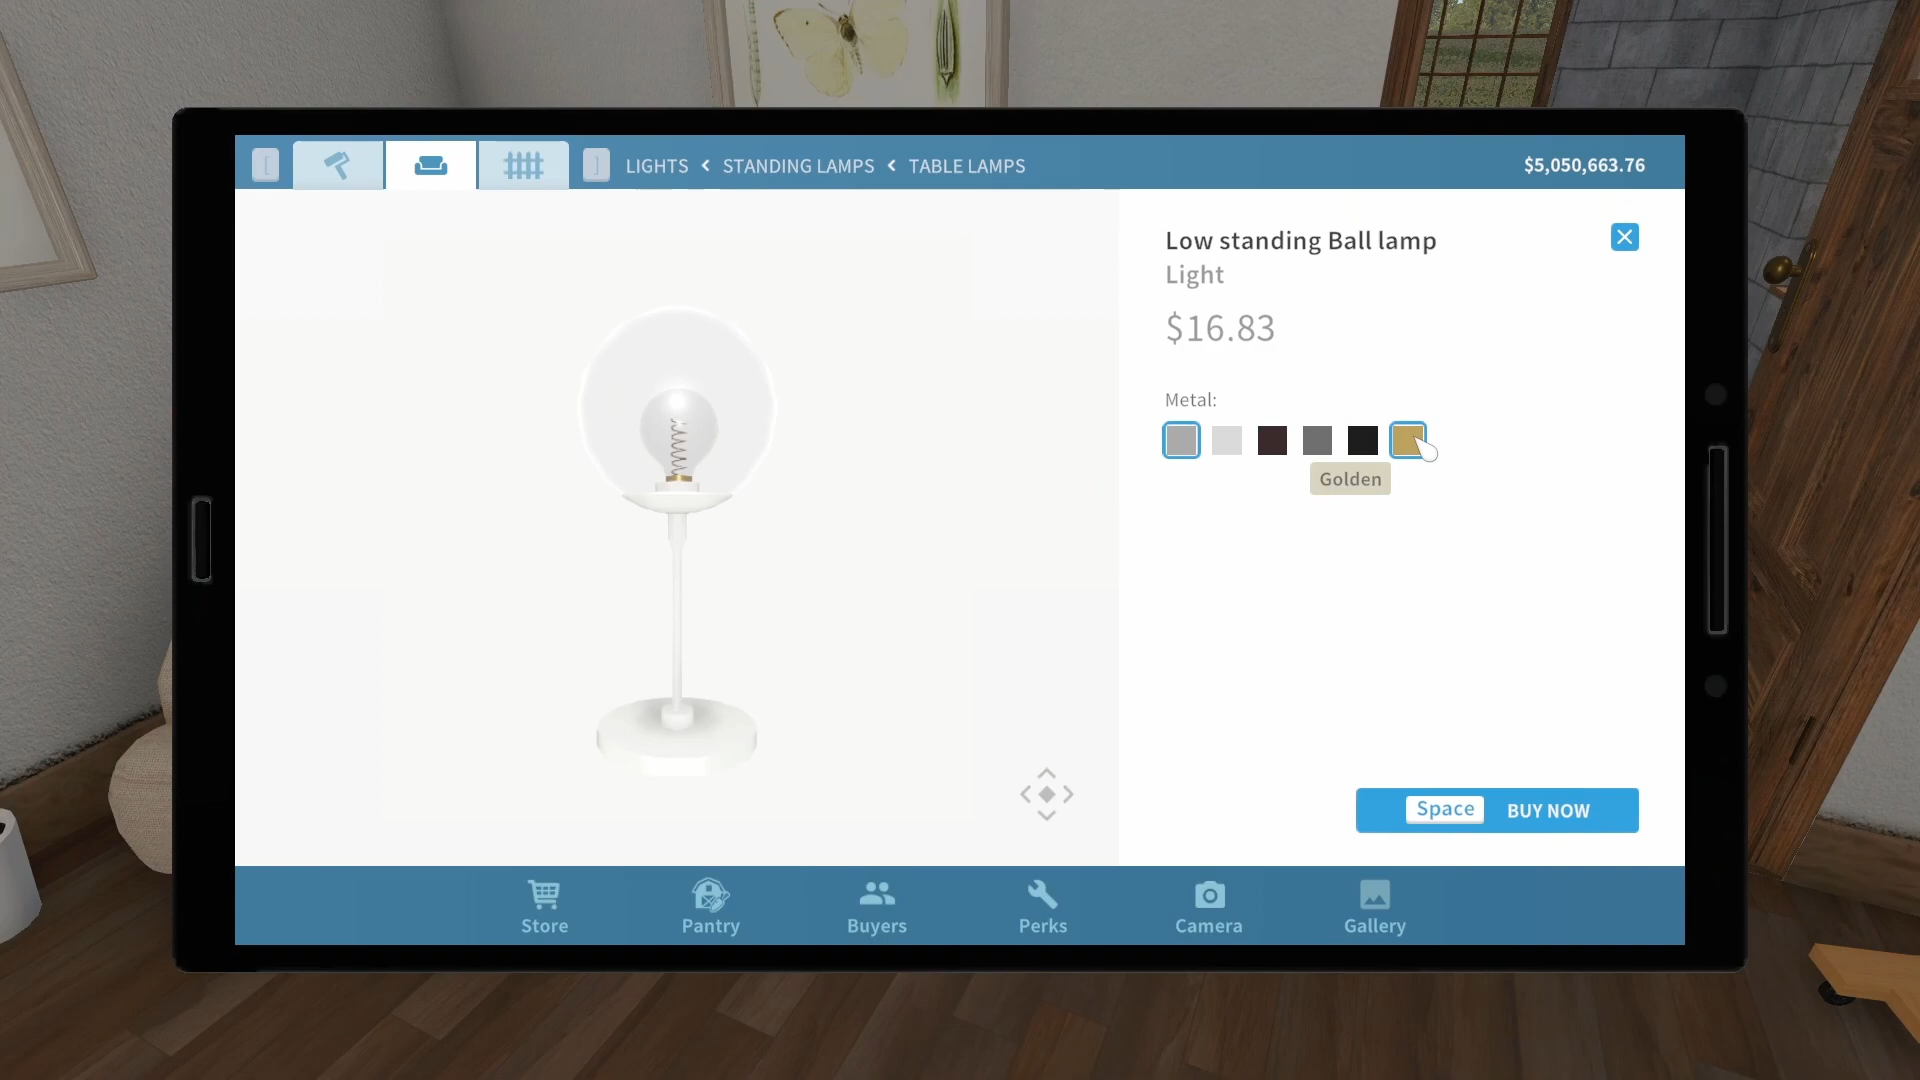 [
]
LIGHTS < STANDING LAMPS < TABLE LAMPS
$5,050,663.76
Low standing Ball lamp
Light
$16.83
Metal:
Golden
Space BUY NOW
Store
Pantry
Buyers
Perks
Camera
Gallery